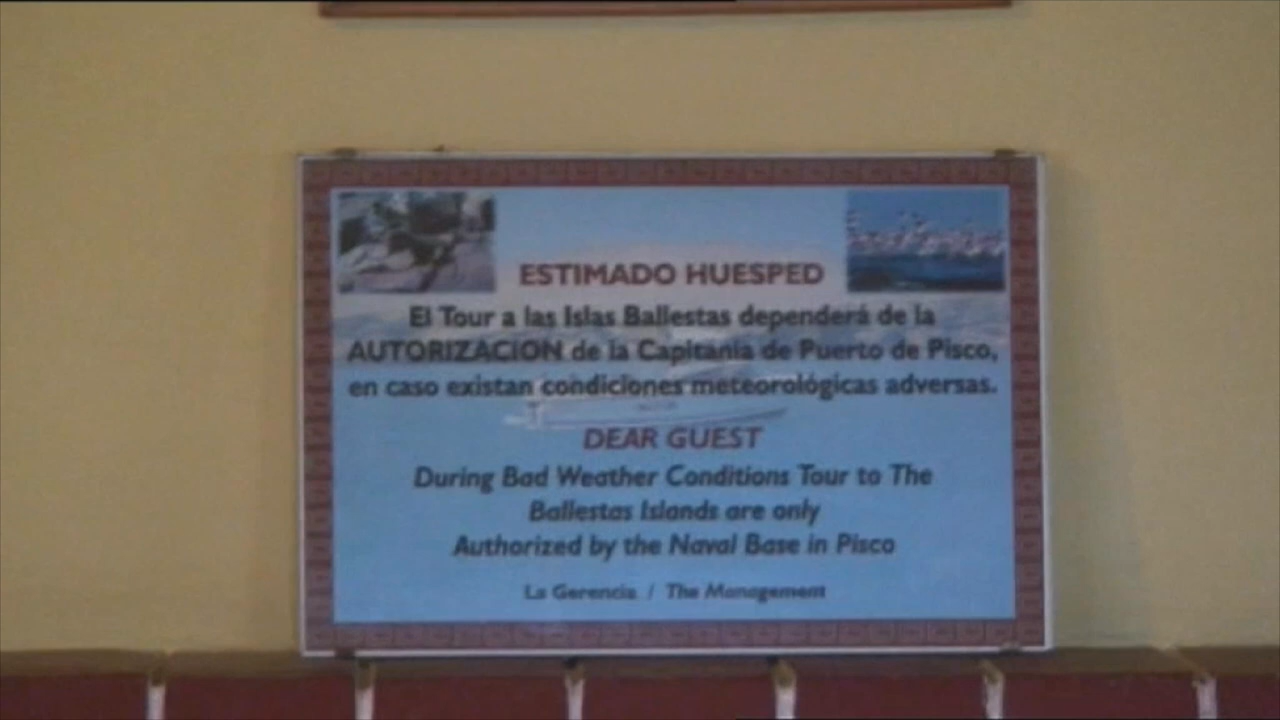 ESTIMADO HUESPED
El Tour a las Islas Ballestas dependerá de la
AUTORIZACION de la Capitania de Puerto de Pisco,
en caso existan condiciones meteorológicas adversas.
DEAR GUEST
During Bad Weather Conditions Tour to The
Ballestas Islands are only
Authorized by the Naval Base in Pisco
La Gerencia / The Management